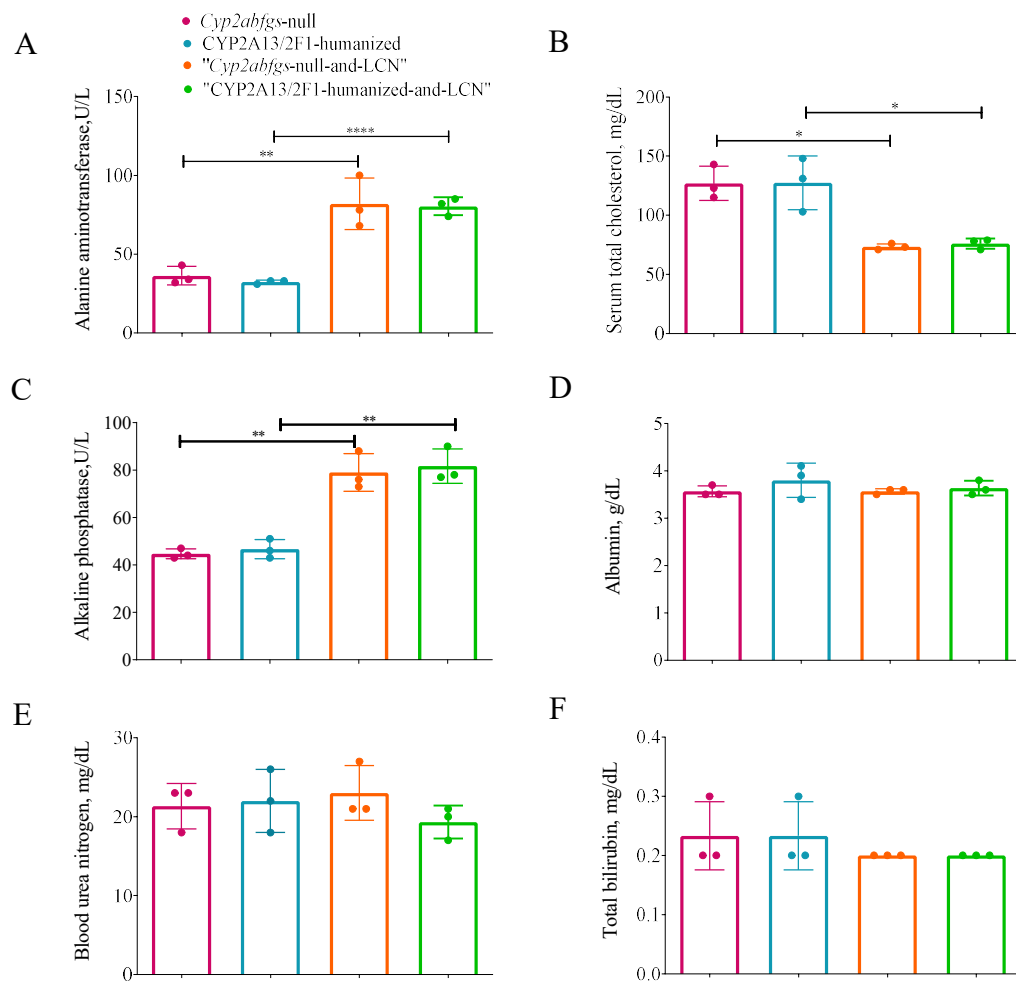 A
Cyp2abfgs-null
CYP2A13/2F1-humanized
"Cyp2abfgs-null-and-LCN"
"CYP2A13/2F1-humanized-and-LCN"
Alanine aminotransferase,U/L
150
100
50
0
**
****
B
Serum total cholesterol, mg/dL
200
150
100
50
0
*
*
C
Alkaline phosphatase,U/L
100
80
60
40
20
0
**
**
D
Albumin, g/dL
5
4
3
2
1
0
E
Blood urea nitrogen, mg/dL
30
20
10
0
F
Total bilirubin, mg/dL
0.4
0.3
0.2
0.1
0.0